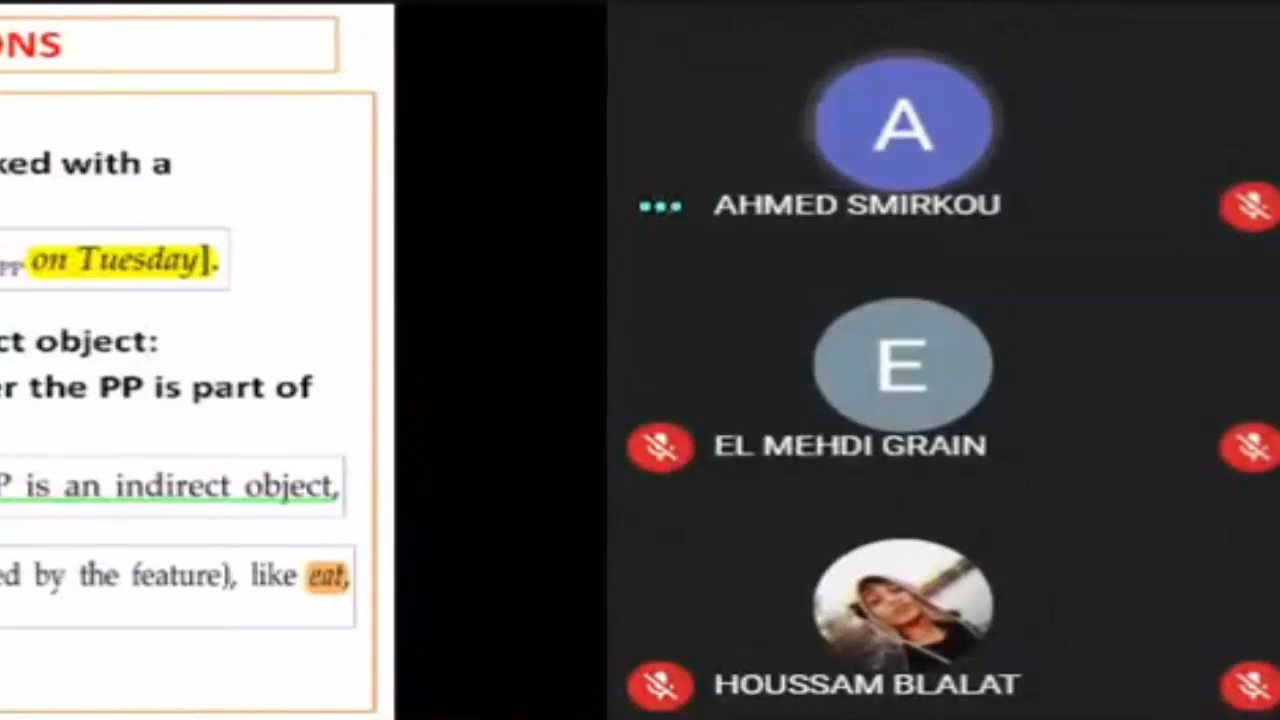 ONS
ked with a
PP on Tuesday].
ct object:
er the PP is part of
P is an indirect object,
ed by the feature), like eat,
A
AHMED SMIRKOU
E
EL MEHDI GRAIN
HOUSSAM BLALAT